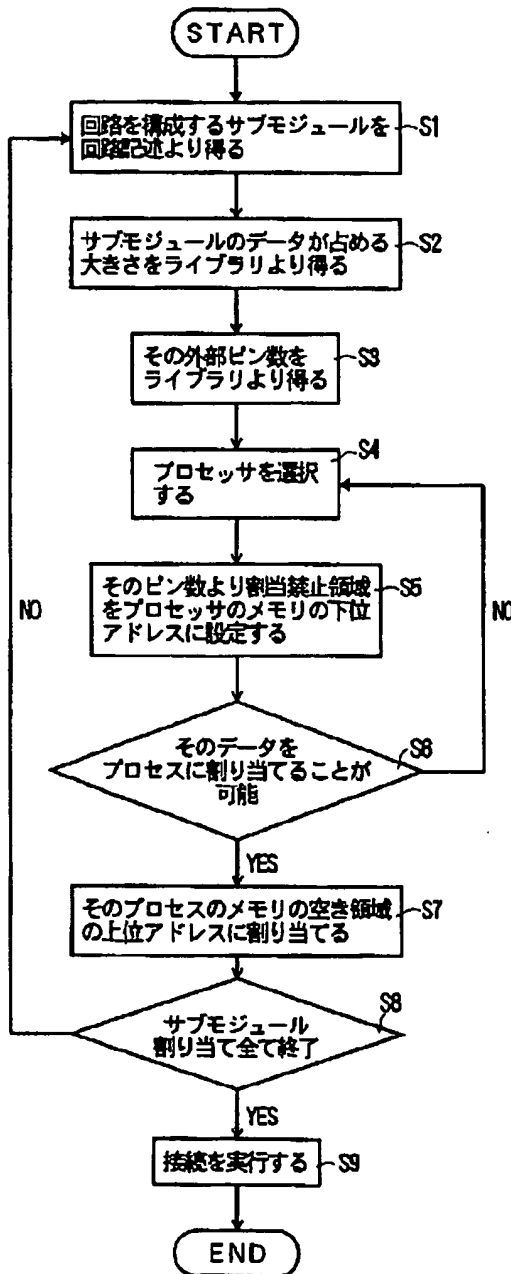 START
回路を構成するサブモジュールを
回路記述より得る
S1
サブモジュールのデータが占める
大きさをライブラリより得る
S2
その外部ピン数を
ライブラリより得る
S3
プロセッサを選択
する
S4
そのピン数より割当禁止領域
をプロセッサのメモリの下位
アドレスに設定する
S5
NO
NO
そのデータを
プロセスに割り当てることが
可能
S6
YES
そのプロセスのメモリの空き領域
の上位アドレスに割り当てる
S7
サブモジュール
割り当て全て終了
S8
YES
接続を実行する
S9
END